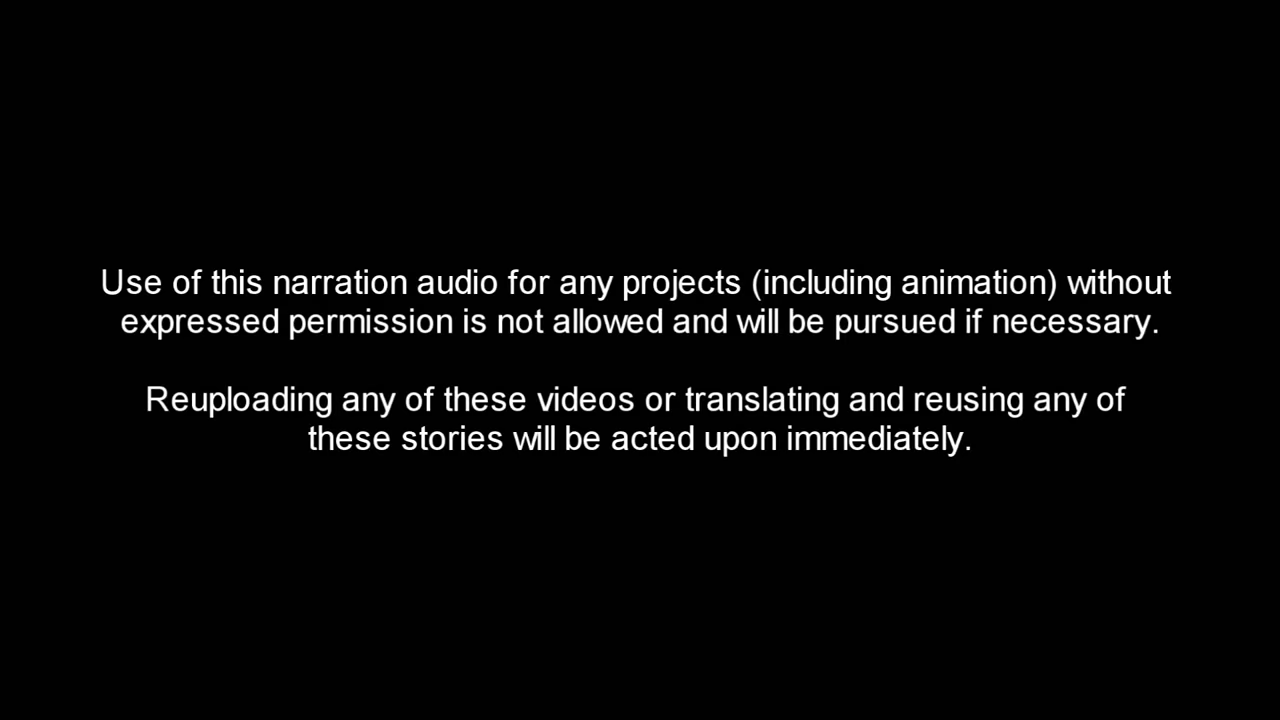 Use of this narration audio for any projects (including animation) without
expressed permission is not allowed and will be pursued if necessary.
Reuploading any of these videos or translating and reusing any of
these stories will be acted upon immediately.